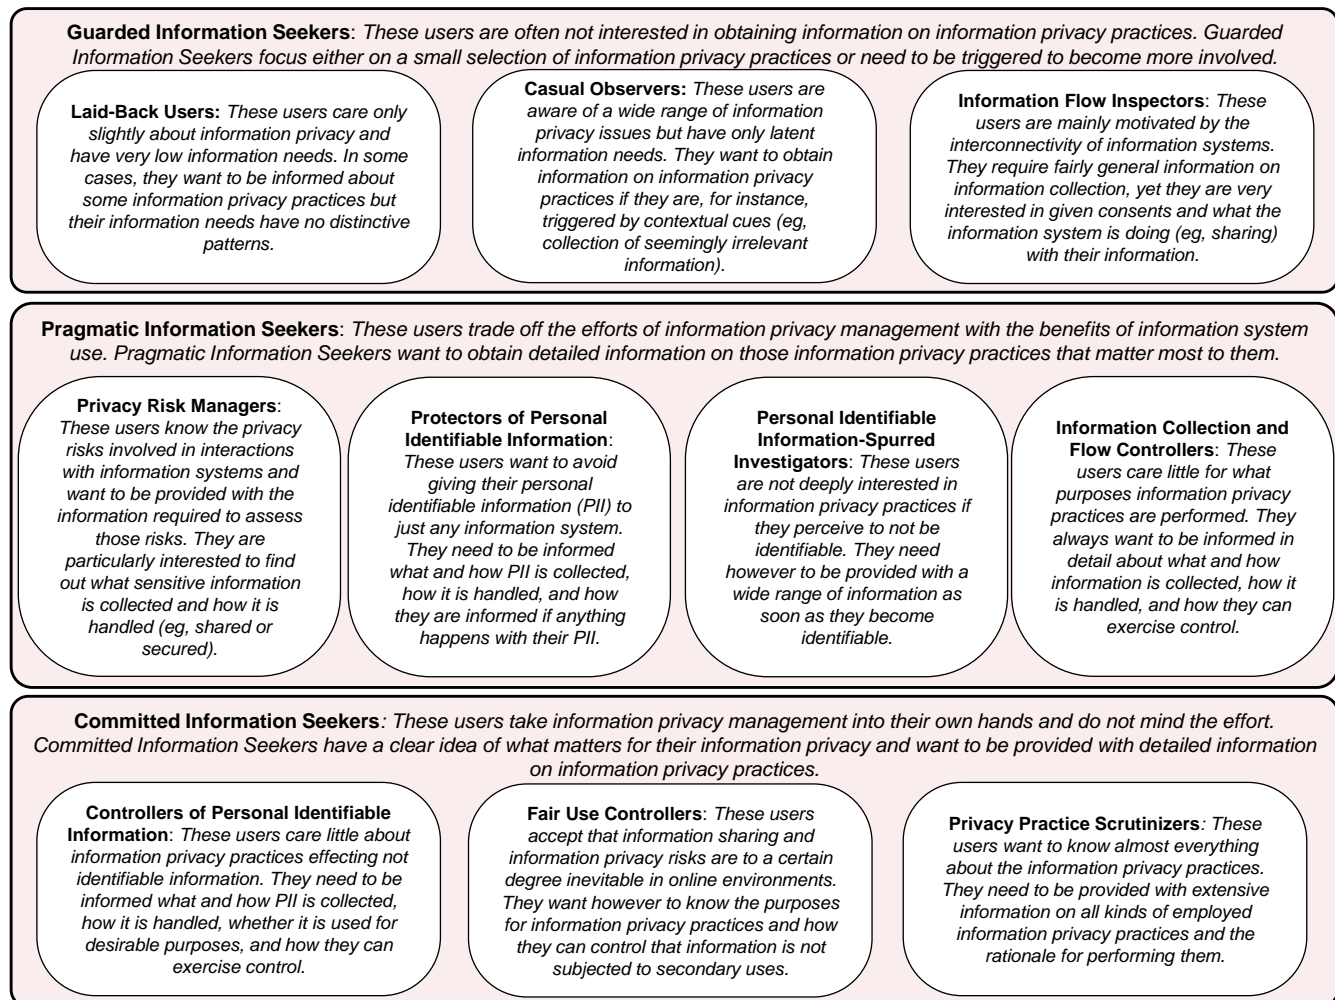 Guarded Information Seekers: These users are often not interested in obtaining information on information privacy practices. Guarded
Information Seekers focus either on a small selection of information privacy practices or need to be triggered to become more involved.
Laid-Back Users: These users care only
slightly about information privacy and
have very low information needs. In some
cases, they want to be informed about
some information privacy practices but
their information needs have no distinctive
patterns.
Casual Observers: These users are
aware of a wide range of information
privacy issues but have only latent
information needs. They want to obtain
information on information privacy
practices if they are, for instance,
triggered by contextual cues (eg,
collection of seemingly irrelevant
information).
Information Flow Inspectors: These
users are mainly motivated by the
interconnectivity of information systems.
They require fairly general information on
information collection, yet they are very
interested in given consents and what the
information system is doing (eg, sharing)
with their information.
Pragmatic Information Seekers: These users trade off the efforts of information privacy management with the benefits of information system
use. Pragmatic Information Seekers want to obtain detailed information on those information privacy practices that matter most to them.
Privacy Risk Managers:
These users know the privacy
risks involved in interactions
with information systems and
want to be provided with the
information required to assess
those risks. They are
particularly interested to find
out what sensitive information
is collected and how it is
handled (eg, shared or
secured).
Protectors of Personal
Identifiable Information:
These users want to avoid
giving their personal
identifiable information (PII) to
just any information system.
They need to be informed
what and how PII is collected,
how it is handled, and how
they are informed if anything
happens with their PII.
Personal Identifiable
Information-Spurred
Investigators: These users
are not deeply interested in
information privacy practices if
they perceive to not be
identifiable. They need
however to be provided with a
wide range of information as
soon as they become
identifiable.
Information Collection and
Flow Controllers: These
users care little for what
purposes information privacy
practices are performed. They
always want to be informed in
detail about what and how
information is collected, how it
is handled, and how they can
exercise control.
Committed Information Seekers: These users take information privacy management into their own hands and do not mind the effort.
Committed Information Seekers have a clear idea of what matters for their information privacy and want to be provided with detailed information
on information privacy practices.
Controllers of Personal Identifiable
Information: These users care little about
information privacy practices effecting not
identifiable information. They need to be
informed what and how PII is collected,
how it is handled, whether it is used for
desirable purposes, and how they can
exercise control.
Fair Use Controllers: These users
accept that information sharing and
information privacy risks are to a certain
degree inevitable in online environments.
They want however to know the purposes
for information privacy practices and how
they can control that information is not
subjected to secondary uses.
Privacy Practice Scrutinizers: These
users want to know almost everything
about the information privacy practices.
They need to be provided with extensive
information on all kinds of employed
information privacy practices and the
rationale for performing them.